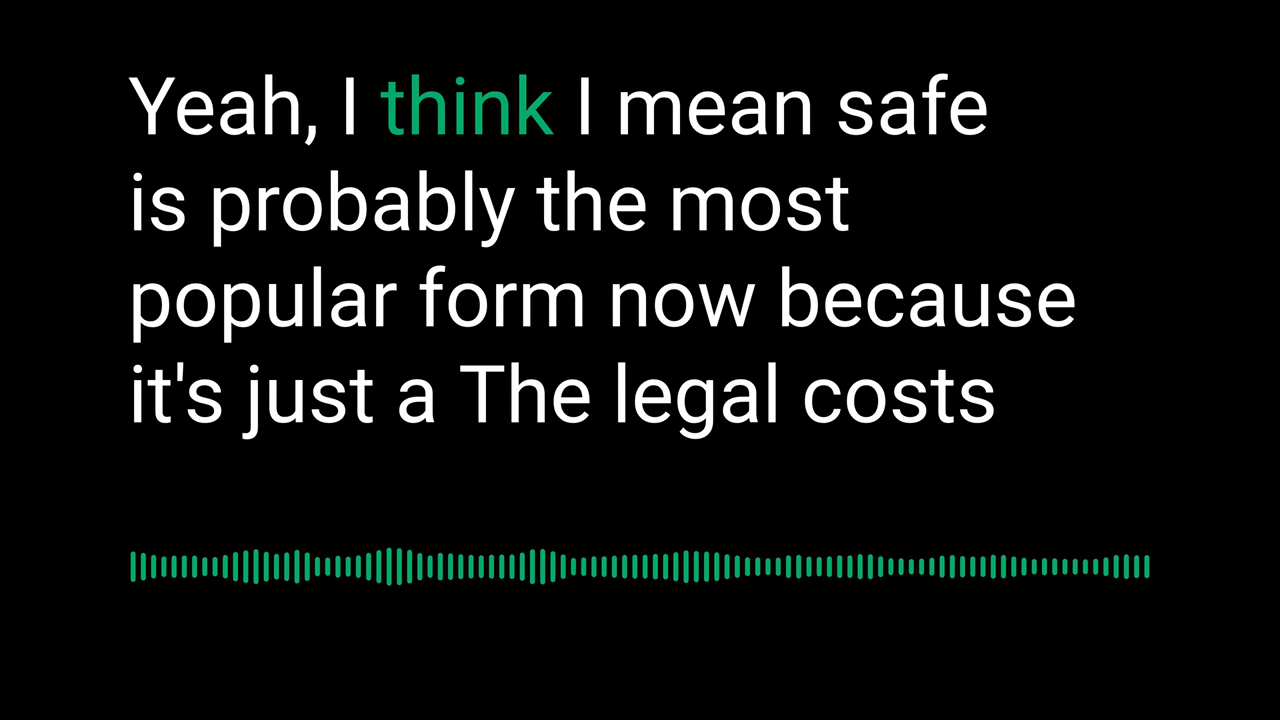 Yeah, I think I mean safe
is probably the most
popular form now because
it's just a The legal costs